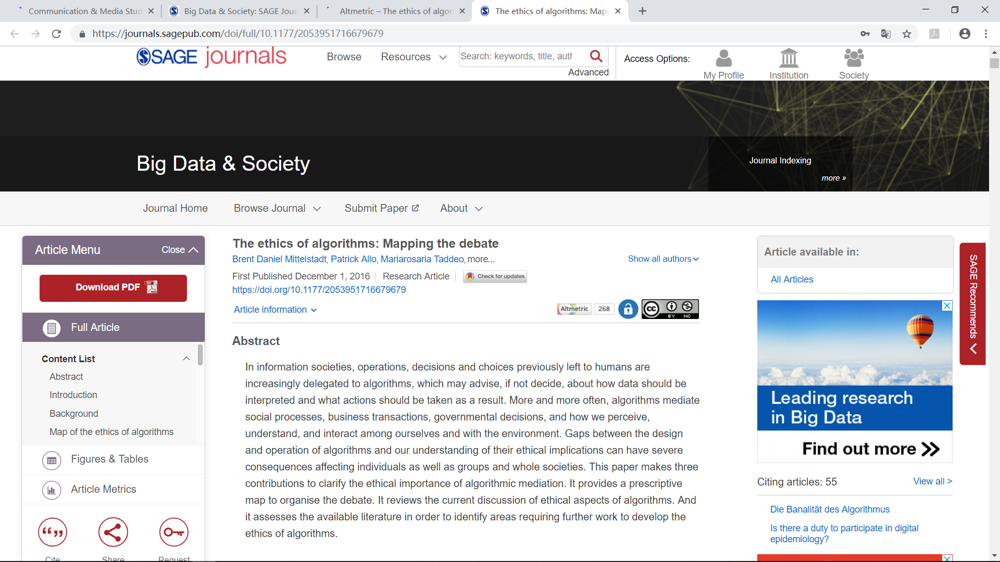 Communication & Media Stud
Big Data & Society: SAGE Jour
Altmetric – The ethics of algori
The ethics of algorithms: Mapp
https://journals.sagepub.com/doi/full/10.1177/2053951716679679
SAGE journals
Browse
Resources
Search: keywords, title, auth
Advanced
Access Options:
My Profile
Institution
Society
Big Data & Society
Journal Indexing
more »
Journal Home
Browse Journal
Submit Paper
About
Article Menu
Close
Download PDF
Full Article
Content List
Abstract
Introduction
Background
Map of the ethics of algorithms
Figures & Tables
Article Metrics
Cite
Share
Request
The ethics of algorithms: Mapping the debate
Brent Daniel Mittelstadt, Patrick Allo, Mariarosaria Taddeo, more...
Show all authors
First Published December 1, 2016
Research Article
Check for updates
https://doi.org/10.1177/2053951716679679
Article information
Altmetric 268
CC BY NC
Abstract
In information societies, operations, decisions and choices previously left to humans are
increasingly delegated to algorithms, which may advise, if not decide, about how data should be
interpreted and what actions should be taken as a result. More and more often, algorithms mediate
social processes, business transactions, governmental decisions, and how we perceive,
understand, and interact among ourselves and with the environment. Gaps between the design
and operation of algorithms and our understanding of their ethical implications can have severe
consequences affecting individuals as well as groups and whole societies. This paper makes three
contributions to clarify the ethical importance of algorithmic mediation. It provides a prescriptive
map to organise the debate. It reviews the current discussion of ethical aspects of algorithms. And
it assesses the available literature in order to identify areas requiring further work to develop the
ethics of algorithms.
Article available in:
All Articles
Leading research
in Big Data
Find out more
Citing articles: 55
View all >
Die Banalität des Algorithmus
Is there a duty to participate in digital
epidemiology?
SAGE Recommends